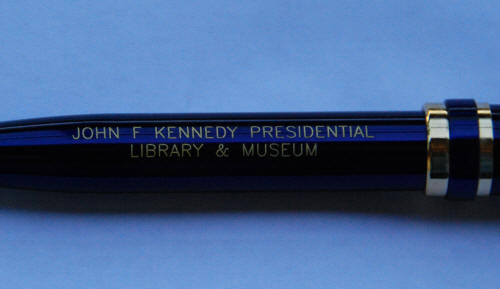 JOHN F KENNEDY PRESIDENTIAL
LIBRARY & MUSEUM